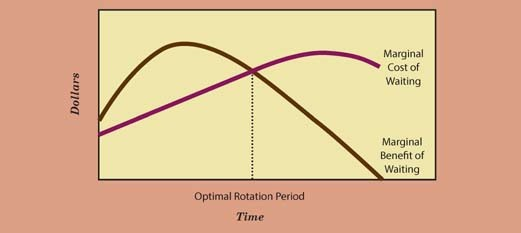 Dollars
Marginal
Cost of
Waiting
Marginal
Benefit of
Waiting
Optimal Rotation Period
Time